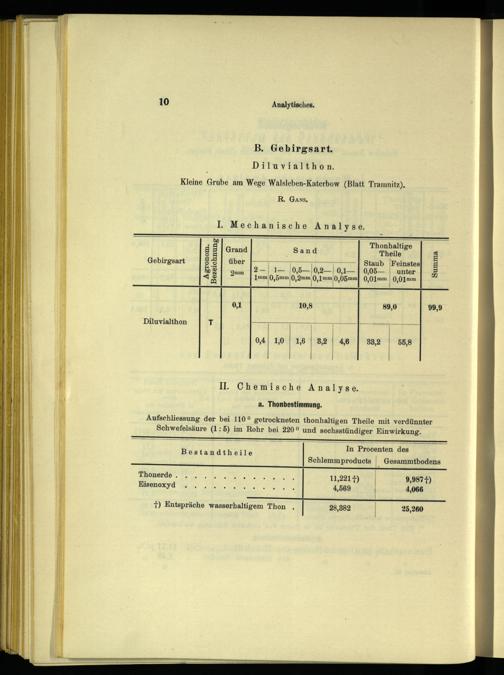 10
Analytisches.
B. Gebirgsart.
Diluvialthon.
Kleine Grube am Wege Walsleben-Katerbow (Blatt Tramnitz).
R. GANS.
I. Mechanische Analyse.
Gebirgsart | Agronom. Bezeichnung | Grand über 2mm | Sand | Thonhaltige Theile | Summa
2—1mm | 1—0,5mm | 0,5—0,2mm | 0,2—0,1mm | 0,1—0,05mm | Staub 0,05—0,01mm | Feinstes unter 0,01mm
Diluvialthon | T | 0,1 | 10,8 | 89,0 | 99,9
0,4 | 1,0 | 1,6 | 3,2 | 4,6 | 33,2 | 55,8
II. Chemische Analyse.
a. Thonbestimmung.
Aufschliessung der bei 110° getrockneten thonhaltigen Theile mit verdünnter
Schwefelsäure (1:5) im Rohr bei 220° und sechsstündiger Einwirkung.
Bestandtheile | In Procenten des
Schlemmproducts | Gesammtbodens
Thonerde . . . . . . . . . . . . | 11,221†) | 9,987†)
Eisenoxyd . . . . . . . . . . . | 4,569 | 4,066
†) Entspräche wasserhaltigem Thon . | 28,382 | 25,260